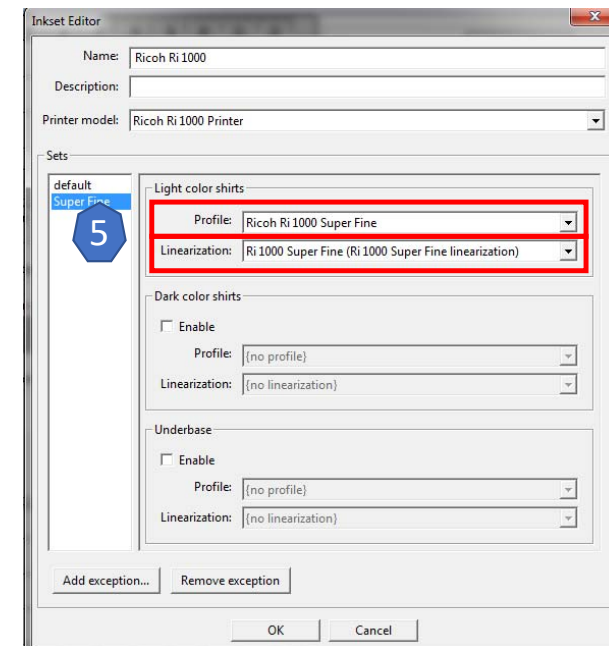 Inkset Editor
Name: Ricoh Ri 1000
Description:
Printer model: Ricoh Ri 1000 Printer
Sets
default
Super Fine
5
Light color shirts
Profile: Ricoh Ri 1000 Super Fine
Linearization: Ri 1000 Super Fine (Ri 1000 Super Fine linearization)
Dark color shirts
Enable
Profile: {no profile}
Linearization: {no linearization}
Underbase
Enable
Profile: {no profile}
Linearization: {no linearization}
Add exception... Remove exception
OK Cancel